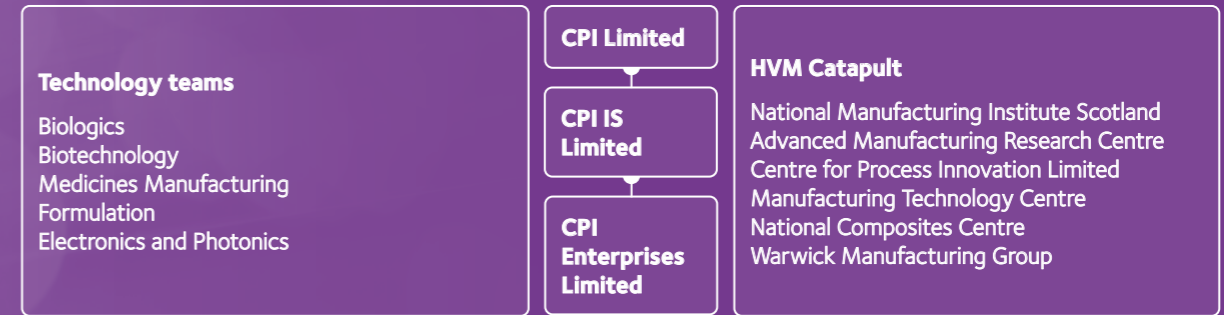 Technology teams
Biologics
Biotechnology
Medicines Manufacturing
Formulation
Electronics and Photonics
CPI Limited
CPI IS
Limited
CPI
Enterprises
Limited
HVM Catapult
National Manufacturing Institute Scotland
Advanced Manufacturing Research Centre
Centre for Process Innovation Limited
Manufacturing Technology Centre
National Composites Centre
Warwick Manufacturing Group